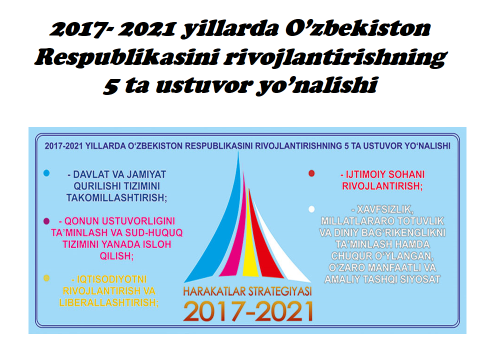 2017- 2021 yillarda O’zbekiston
Respublikasini rivojlantirishning
5 ta ustuvor yo’nalishi
2017-2021 YILLARDA O'ZBEKISTON RESPUBLIKASINI RIVOJLANTIRISHNING 5 TA USTUVOR YO'NALISHI
- DAVLAT VA JAMIYAT
QURILISHI TIZIMINI
TAKOMILLASHTIRISH;
- QONUN USTUVORLIGINI
TA'MINLASH VA SUD-HUQUQ
TIZIMINI YANADA ISLOH
QILISH;
- IQTISODIYOTNI
RIVOJLANTIRISH VA
LIBERALLASHTIRISH.
- IJTIMOIY SOHANI
RIVOJLANTIRISH;
- XAVFSIZLIK,
MILLATLARARO TOTUVLIK
VA DINIY BAG'RIKENGLIKNI
TA'MINLASH HAMDA
CHUQUR O'YLANGAN,
O'ZARO MANFAATLI VA
AMALIY TASHQI SIYOSAT
HARAKATLAR STRATEGIYASI
2017-2021